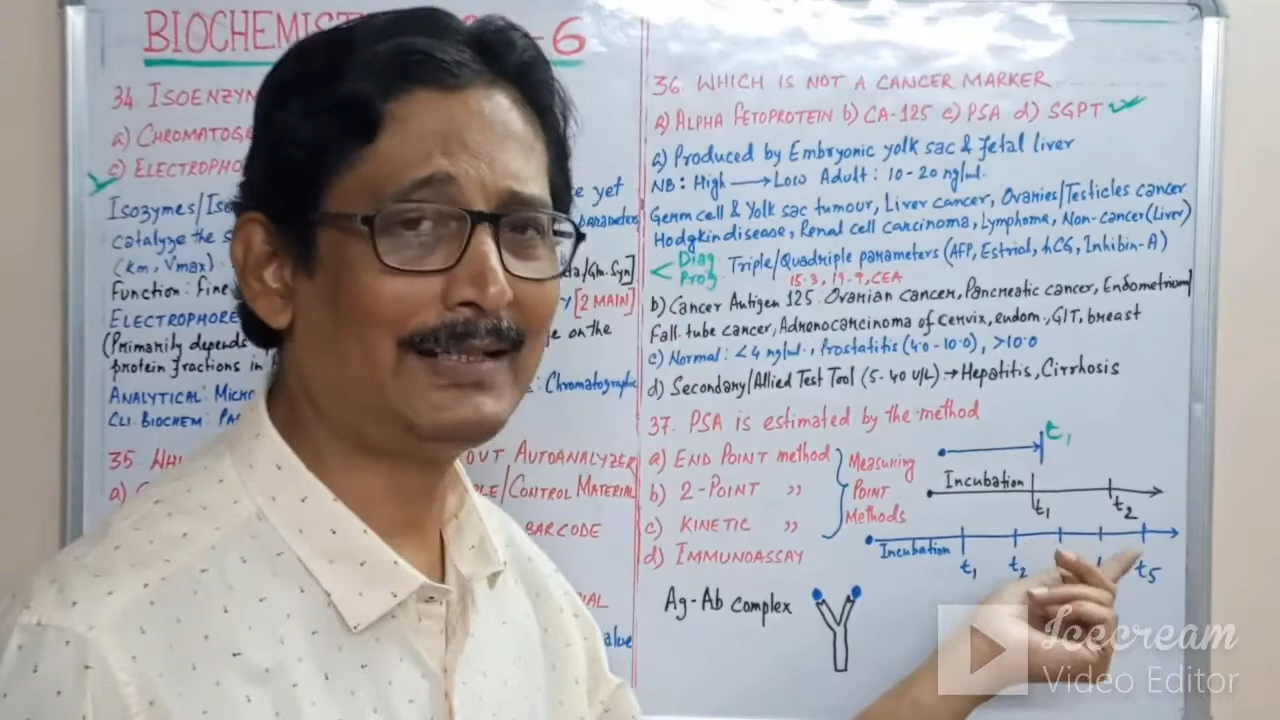 BIOCHEMIS
-6
34. ISOENZYM
a) CHROMATOG
c) ELECTROPHO
Isozymes/Iso
yet
parameters
catalyze the s
(km, Vmax)
Function: Fine
[2 MAIN]
ELECTROPHORE
on the
(Primarily depends
protein fractions in
: Chromatographic
ANALYTICAL: MICR
CLI. BIOCHEM: PA
35. WHI
OUT AUTOANALYZER
a)
/CONTROL MATERIAL
BARCODE
36. WHICH IS NOT A CANCER MARKER
a) ALPHA FETOPROTEIN b) CA-125 c) PSA d) SGPT
a) Produced by Embryonic yolk sac & fetal liver
NB: High → Low Adult: 10-20 ng/ml.
Germ cell & Yolk sac tumour, Liver cancer, Ovaries/Testicles cancer
Hodgkin disease, Renal cell carcinoma, Lymphoma, Non-cancer (Liver)
< Diag
Prog
Triple/Quadriple parameters (AFP, Estriol, hCG, Inhibin-A)
15.3, 19.9, CEA
b) Cancer Antigen 125: Ovarian cancer, Pancreatic cancer, Endometrium
Fall. tube cancer, Adrenocarcinoma of cervix, eudom., GIT, breast
c) Normal: <4 ng/ml., Prostatitis (4.0-10.0), >10.0
d) Secondary/Allied Test Tool (5-40 U/L) → Hepatitis, Cirrhosis
37. PSA is estimated by the method
a) END POINT method
b) 2-POINT "
c) KINETIC "
d) IMMUNOASSAY
Measuring
POINT
Methods
t1
Incubation
t1 t2
Incubation
t1 t2 t5
Ag-Ab complex
Icecream
Video Editor